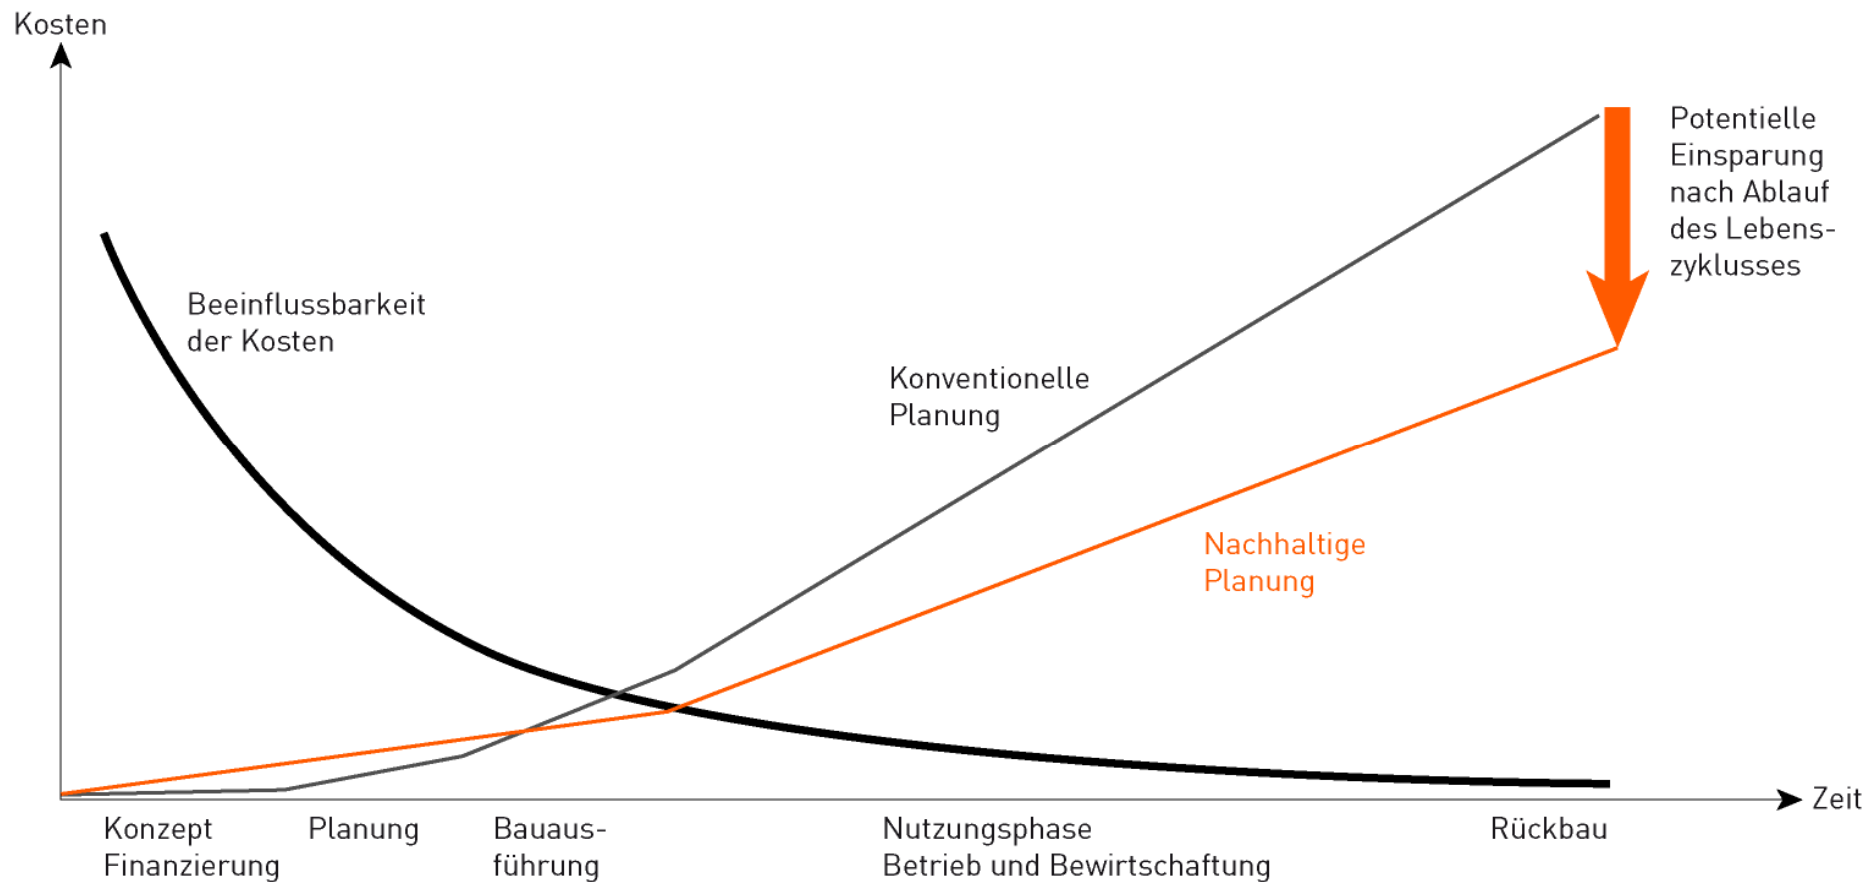 Kosten
Potentielle
Einsparung
nach Ablauf
des Lebens-
zyklusses
Beeinflussbarkeit
der Kosten
Konventionelle
Planung
Nachhaltige
Planung
Zeit
Konzept
Finanzierung
Planung
Bauaus-
führung
Nutzungsphase
Betrieb und Bewirtschaftung
Rückbau